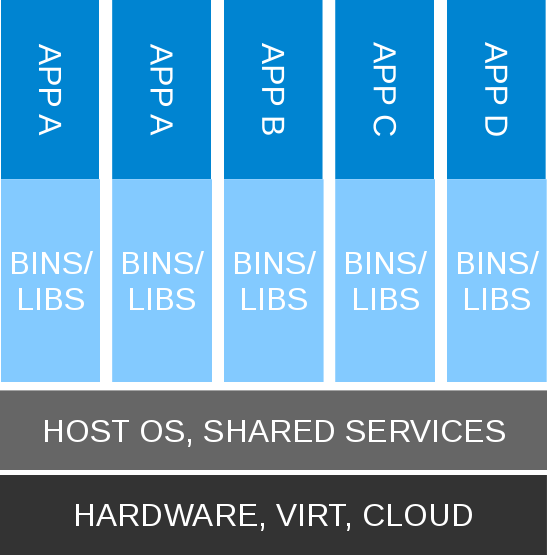 APP A
APP A
APP B
APP C
APP D
BINS/
LIBS
BINS/
LIBS
BINS/
LIBS
BINS/
LIBS
BINS/
LIBS
HOST OS, SHARED SERVICES
HARDWARE, VIRT, CLOUD